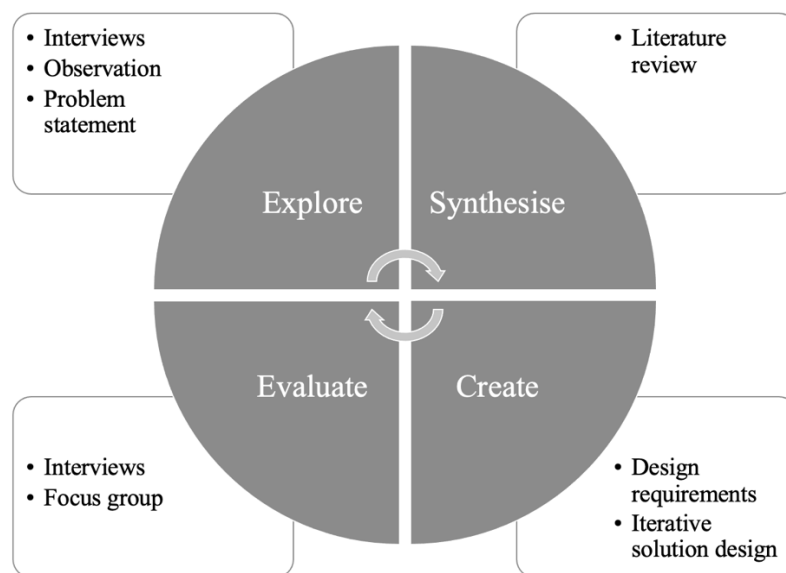 • Interviews
• Observation
• Problem
statement
• Literature
review
Explore
Synthesise
Evaluate
Create
• Interviews
• Focus group
• Design
requirements
• Iterative
solution design